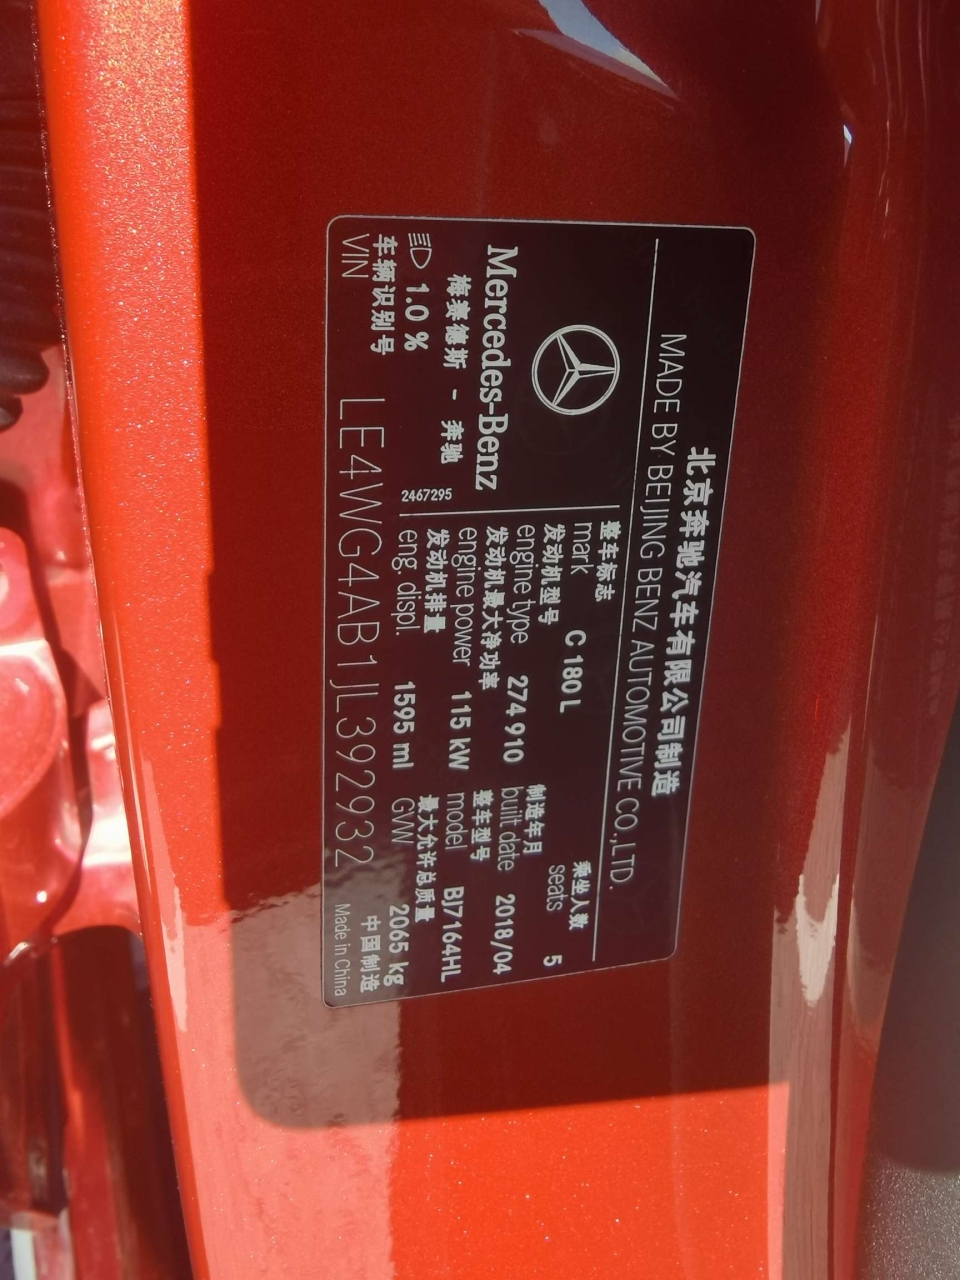 北京奔驰汽车有限公司制造
MADE BY BEIJING BENZ AUTOMOTIVE CO.,LTD.
Mercedes-Benz
梅赛德斯 - 奔驰
1.0 %
2467295
整车标志
mark C 180 L
乘坐人数
seats 5
发动机型号
engine type 274 910
制造年月
built date 2018/04
发动机最大净功率
engine power 115 kW
整车型号
model BJ7164HL
发动机排量
eng. displ. 1595 ml
最大允许总质量
GVW 2065 kg
车辆识别号
VIN LE4WG4AB1JL392932
中国制造
Made in China